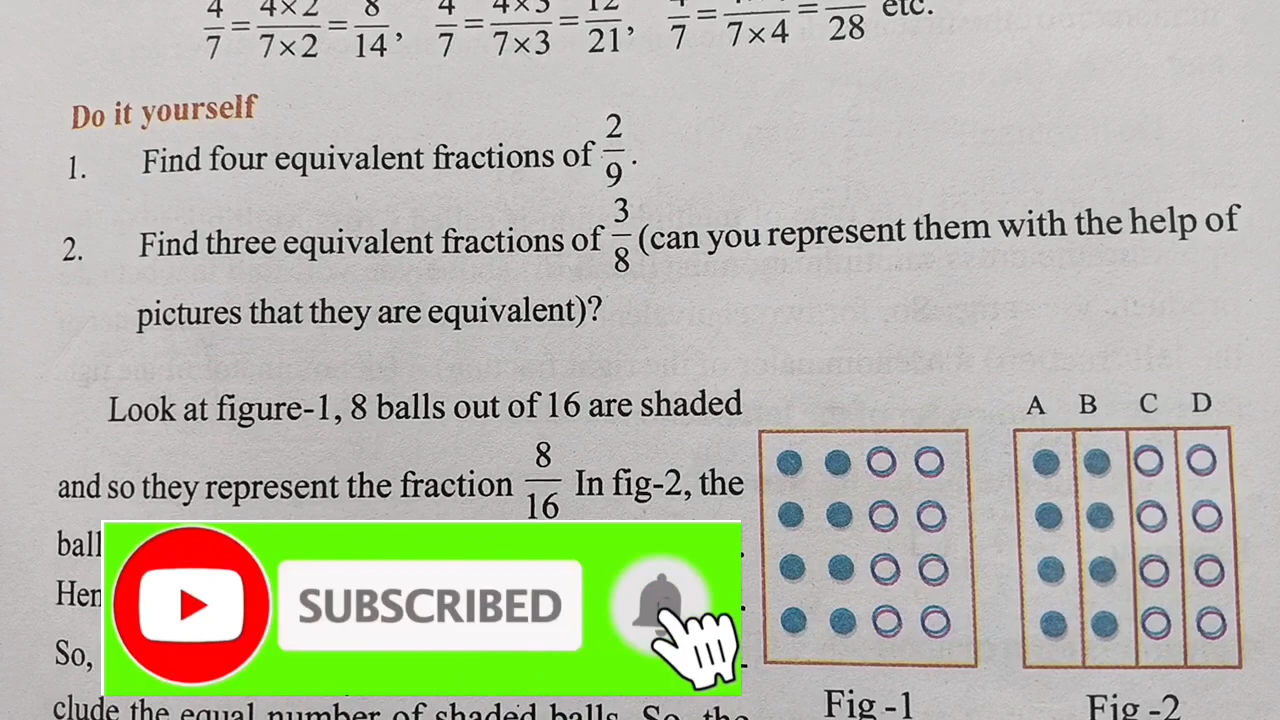 4/7 = 4×2/7×2 = 8/14, 4/7 = 4×3/7×3 = 12/21, 4/7 = /7×4 = /28 etc.
Do it yourself
1. Find four equivalent fractions of 2/9.
2. Find three equivalent fractions of 3/8 (can you represent them with the help of
pictures that they are equivalent)?
Look at figure-1, 8 balls out of 16 are shaded
and so they represent the fraction 8/16 In fig-2, the
So,
clude the equal number of shaded balls. So, the
SUBSCRIBED
A B C D
Fig -1
Fig -2